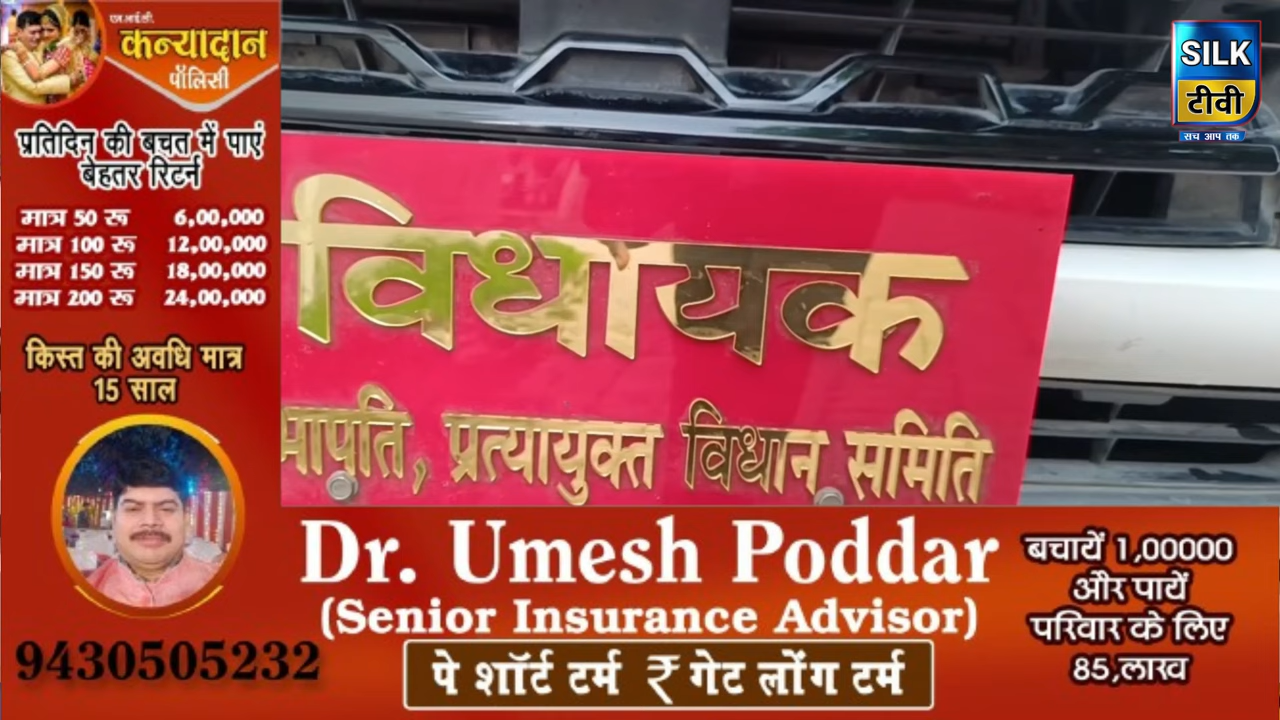 एल.आई.सी.
कन्यादान
पॉलिसी
प्रतिदिन की बचत में पाएं
बेहतर रिटर्न
मात्र 50 रू 6,00,000
मात्र 100 रू 12,00,000
मात्र 150 रू 18,00,000
मात्र 200 रू 24,00,000
किस्त की अवधि मात्र
15 साल
9430505232
SILK
टीवी
सच आप तक
विधायक
भापति, प्रत्यायुक्त विधान समिति
Dr. Umesh Poddar
(Senior Insurance Advisor)
पे शॉर्ट टर्म ₹ गेट लोंग टर्म
बचायें 1,00000
और पायें
परिवार के लिए
85,लाख